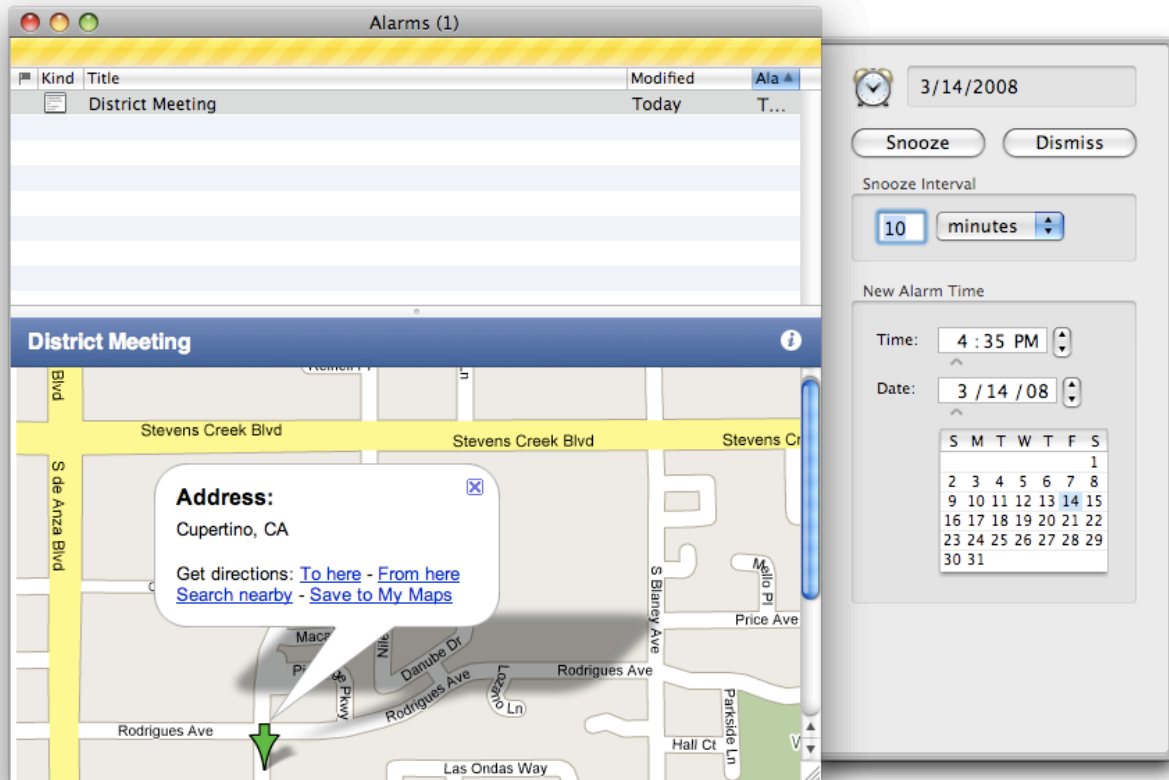 Alarms (1)
Kind Title Modified Ala
District Meeting Today T...
3/14/2008
Snooze Dismiss
Snooze Interval
10 minutes
New Alarm Time
Time: 4:35 PM
Date: 3/14/08
S M T W T F S
1
2 3 4 5 6 7 8
9 10 11 12 13 14 15
16 17 18 19 20 21 22
23 24 25 26 27 28 29
30 31
District Meeting
Blvd
Ln
Stevens Creek Blvd
Stevens Creek Blvd
Stevens Cr
S de Anza Blvd
Address:
Cupertino, CA
Get directions: To here - From here
Search nearby - Save to My Maps
S Blaney Ave
Mello Pl
Price Ave
Maca
Nile
Danube Dr
Pkwy
Rodrigues Ave
Rodrigues Ave
Lozano Ln
Rodrigues Ave
Parkside Ln
Hall Ct
V
Las Ondas Way